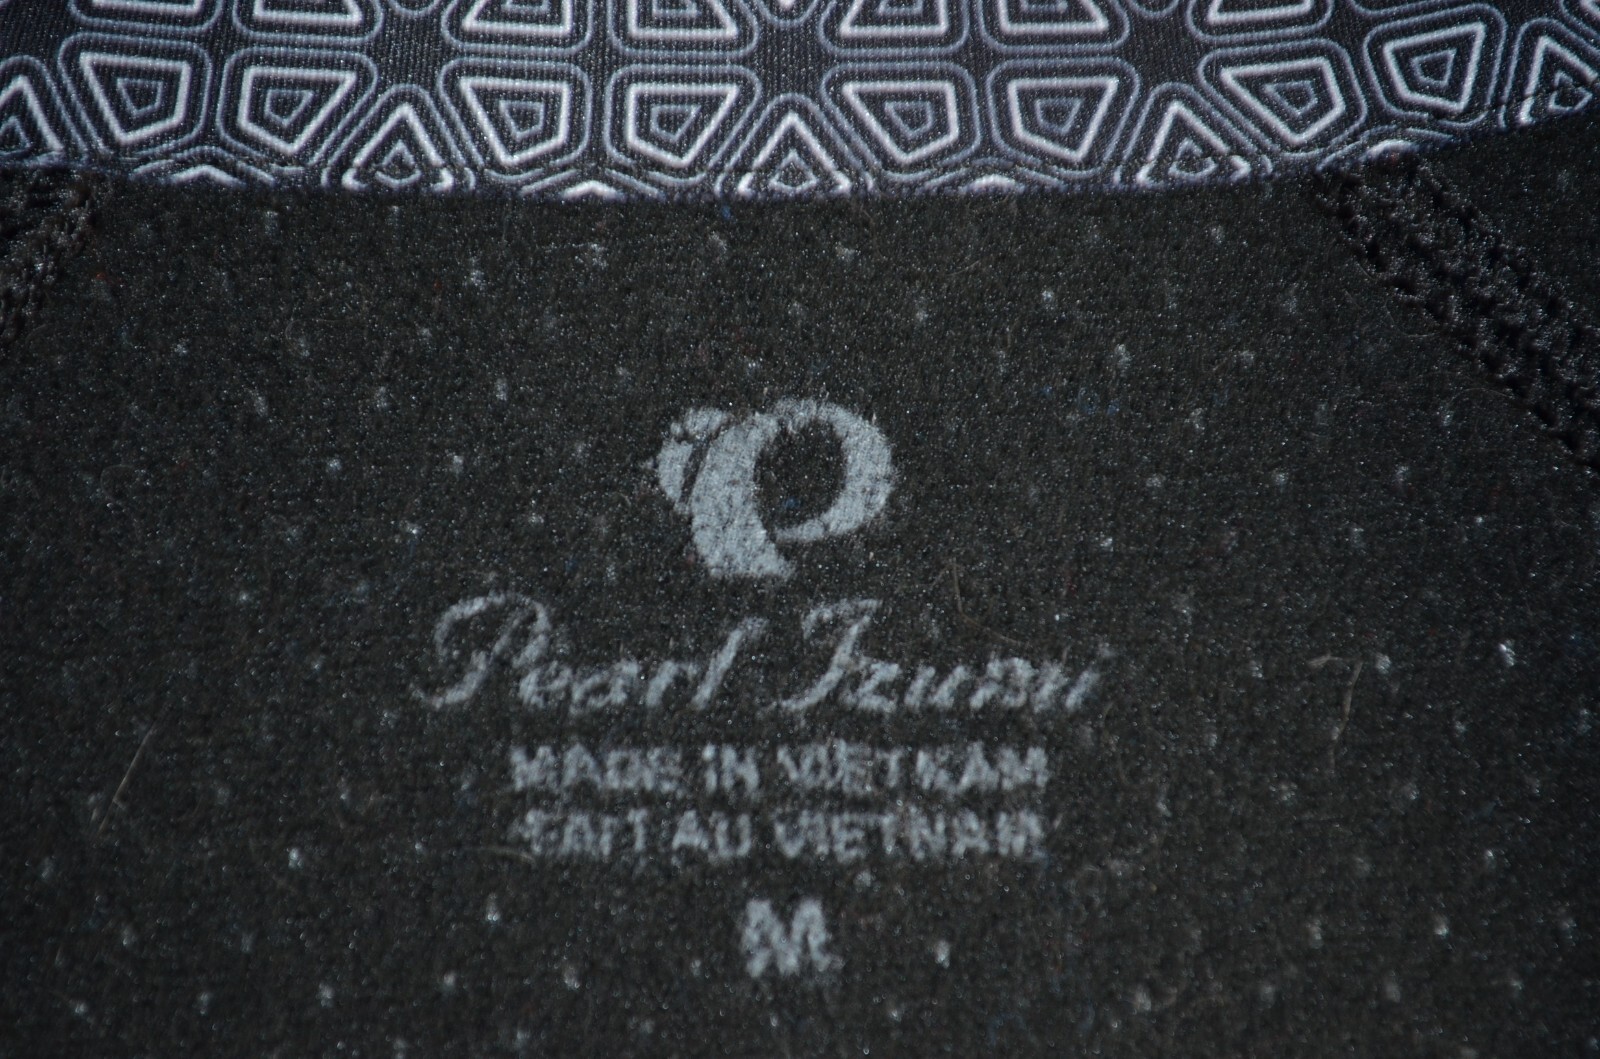 Pearl Izumi
MADE IN VIETNAM
FAIT AU VIETNAM
M